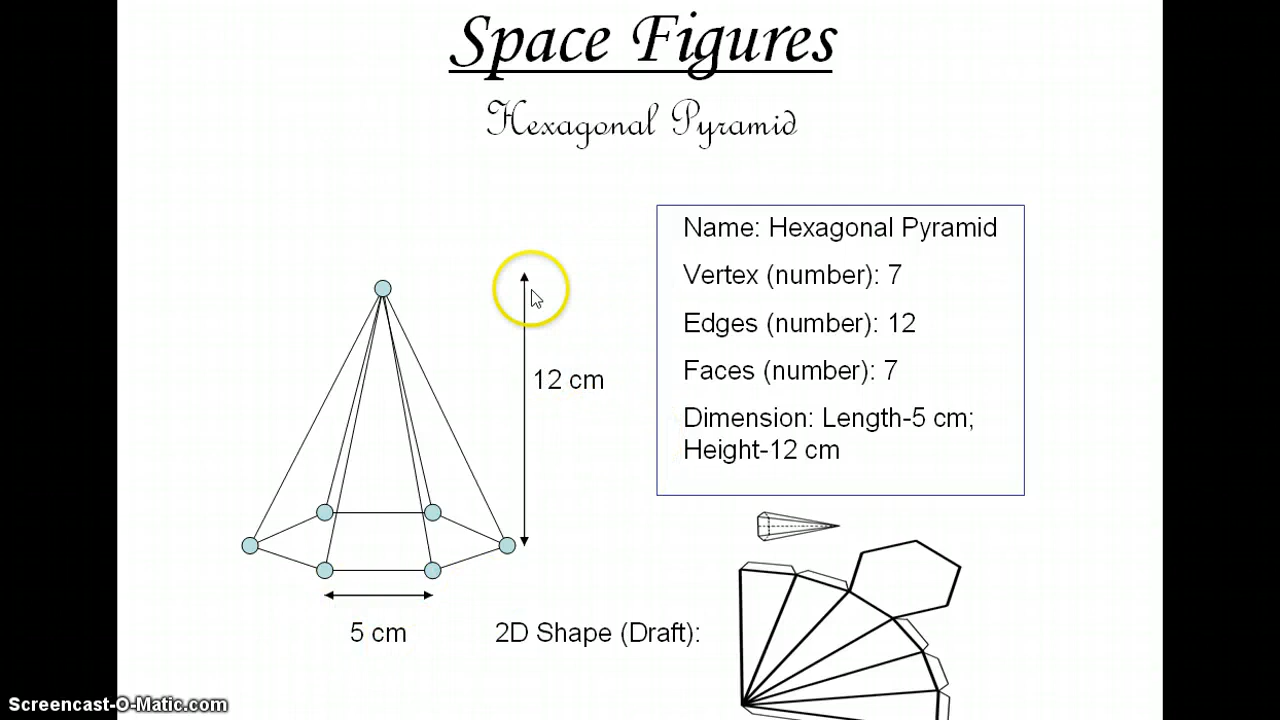 Space Figures
Hexagonal Pyramid
Name: Hexagonal Pyramid
Vertex (number): 7
Edges (number): 12
Faces (number): 7
Dimension: Length-5 cm;
Height-12 cm
12 cm
5 cm
2D Shape (Draft):
Screencast-O-Matic.com